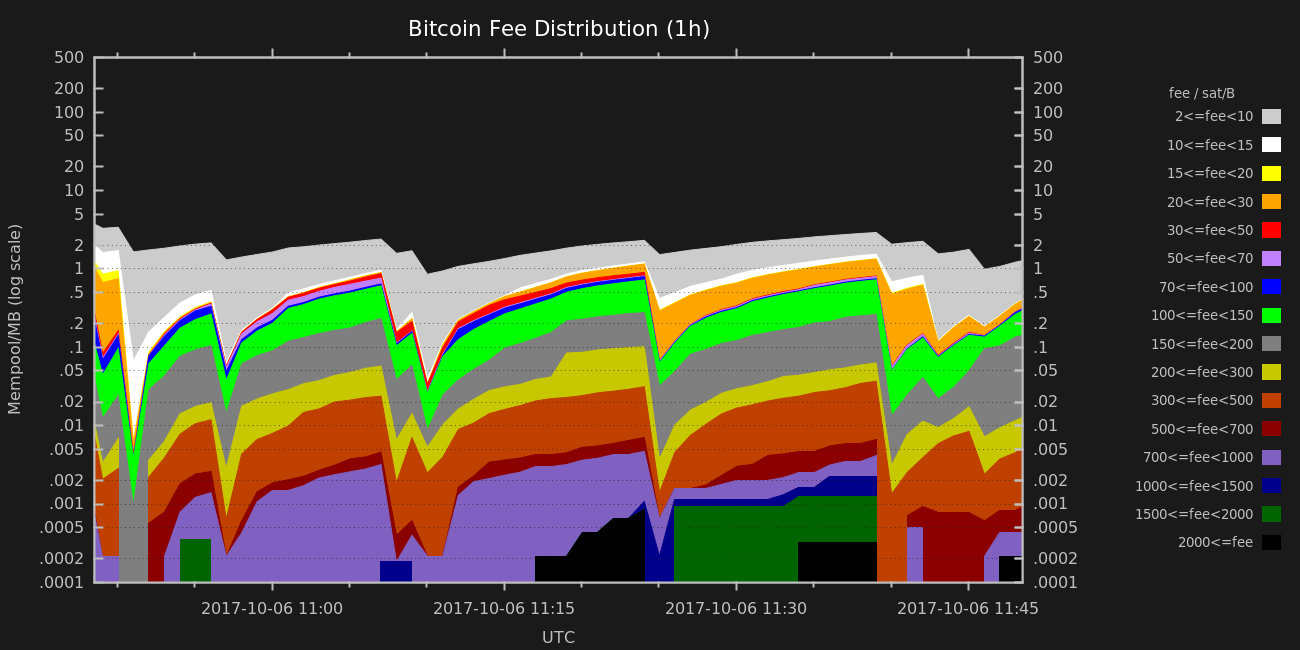 Bitcoin Fee Distribution (1h)
Mempool/MB (log scale)
500
200
100
50
20
10
5
2
1
.5
.2
.1
.05
.02
.01
.005
.002
.001
.0005
.0002
.0001
500
200
100
50
20
10
5
2
1
.5
.2
.1
.05
.02
.01
.005
.002
.001
.0005
.0002
.0001
2017-10-06 11:00
2017-10-06 11:15
2017-10-06 11:30
2017-10-06 11:45
UTC
fee / sat/B
2<=fee<10
10<=fee<15
15<=fee<20
20<=fee<30
30<=fee<50
50<=fee<70
70<=fee<100
100<=fee<150
150<=fee<200
200<=fee<300
300<=fee<500
500<=fee<700
700<=fee<1000
1000<=fee<1500
1500<=fee<2000
2000<=fee